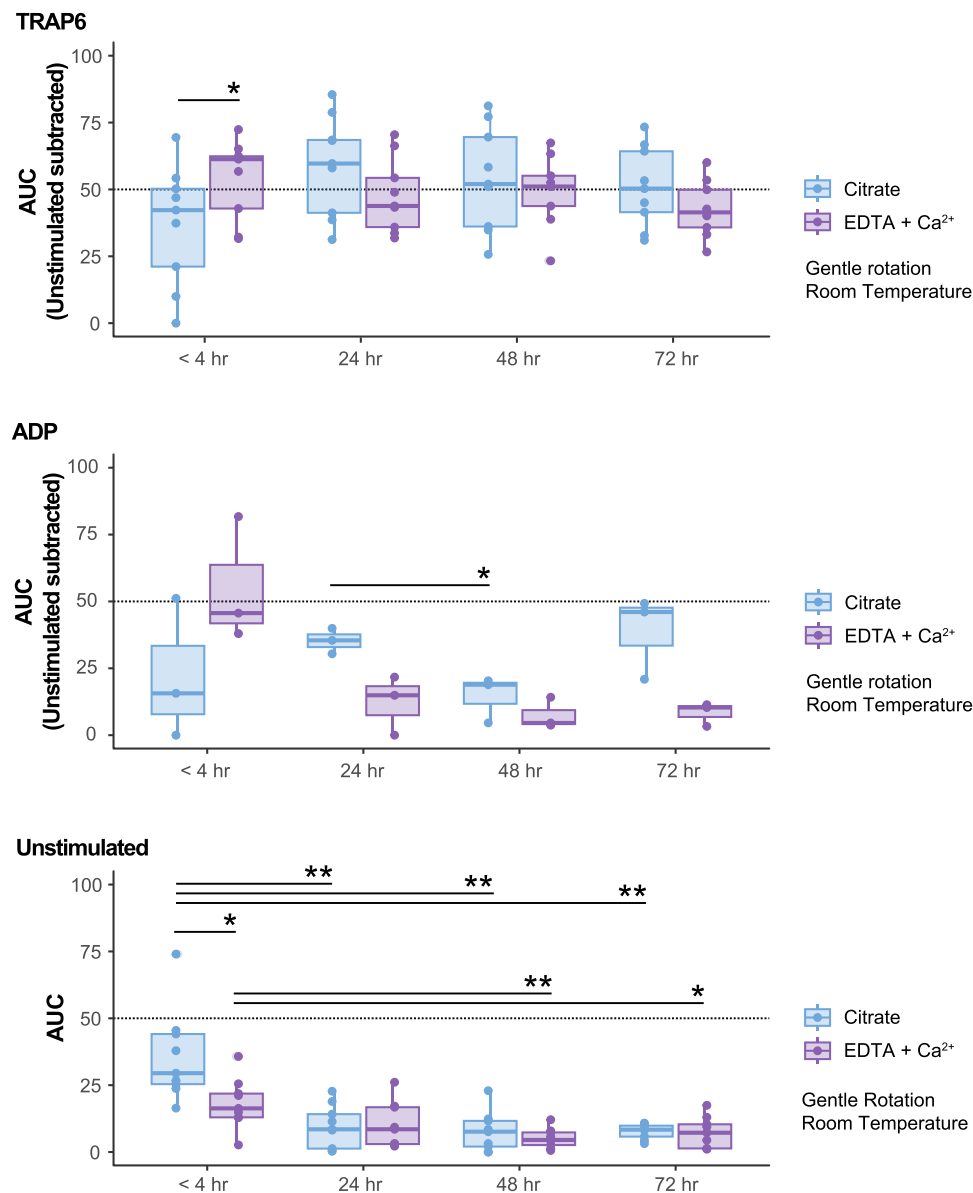 TRAP6
AUC
(Unstimulated subtracted)
100
75
50
25
0
*
< 4 hr
24 hr
48 hr
72 hr
Citrate
EDTA + Ca²⁺
Gentle rotation
Room Temperature
ADP
AUC
(Unstimulated subtracted)
100
75
50
25
0
*
< 4 hr
24 hr
48 hr
72 hr
Citrate
EDTA + Ca²⁺
Gentle rotation
Room Temperature
Unstimulated
AUC
100
75
50
25
0
**
**
**
*
**
*
< 4 hr
24 hr
48 hr
72 hr
Citrate
EDTA + Ca²⁺
Gentle Rotation
Room Temperature